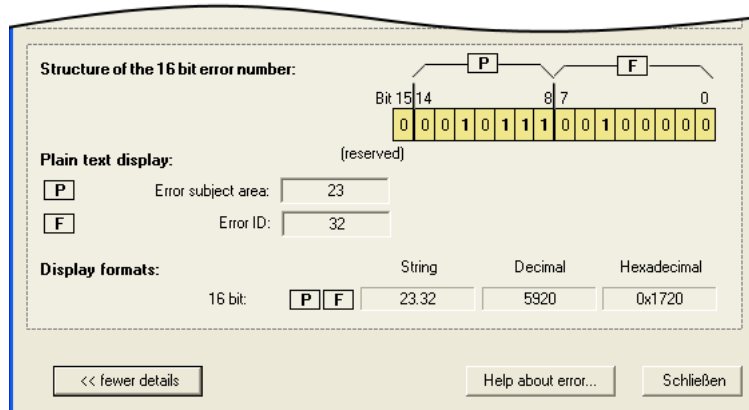 Structure of the 16 bit error number:
P F
Bit 15 14 8 7 0
0 0 0 1 0 1 1 1 0 0 1 0 0 0 0 0
(reserved)
Plain text display:
P Error subject area: 23
F Error ID: 32
Display formats: String Decimal Hexadecimal
16 bit: P F 23.32 5920 0x1720
<< fewer details Help about error... Schließen